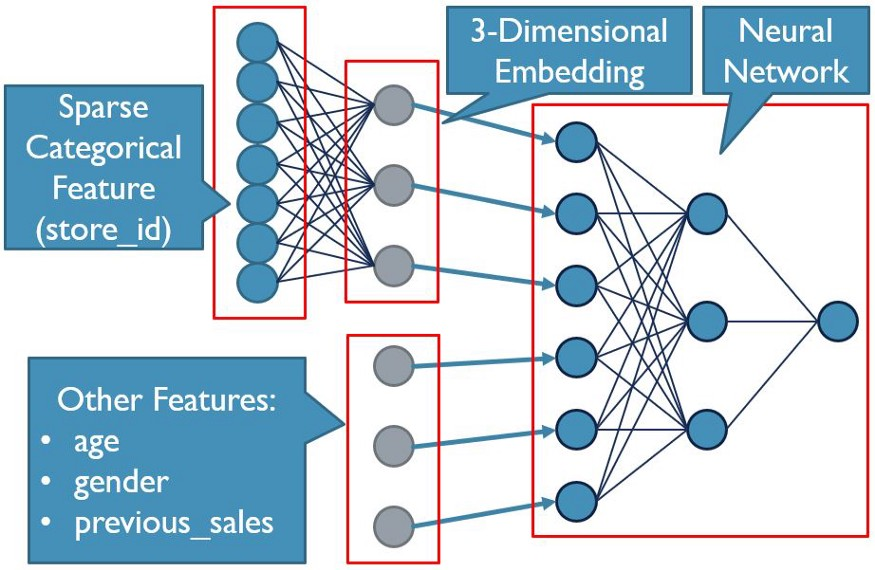 3-Dimensional
Embedding
Neural
Network
Sparse
Categorical
Feature
(store_id)
Other Features:
• age
• gender
• previous_sales